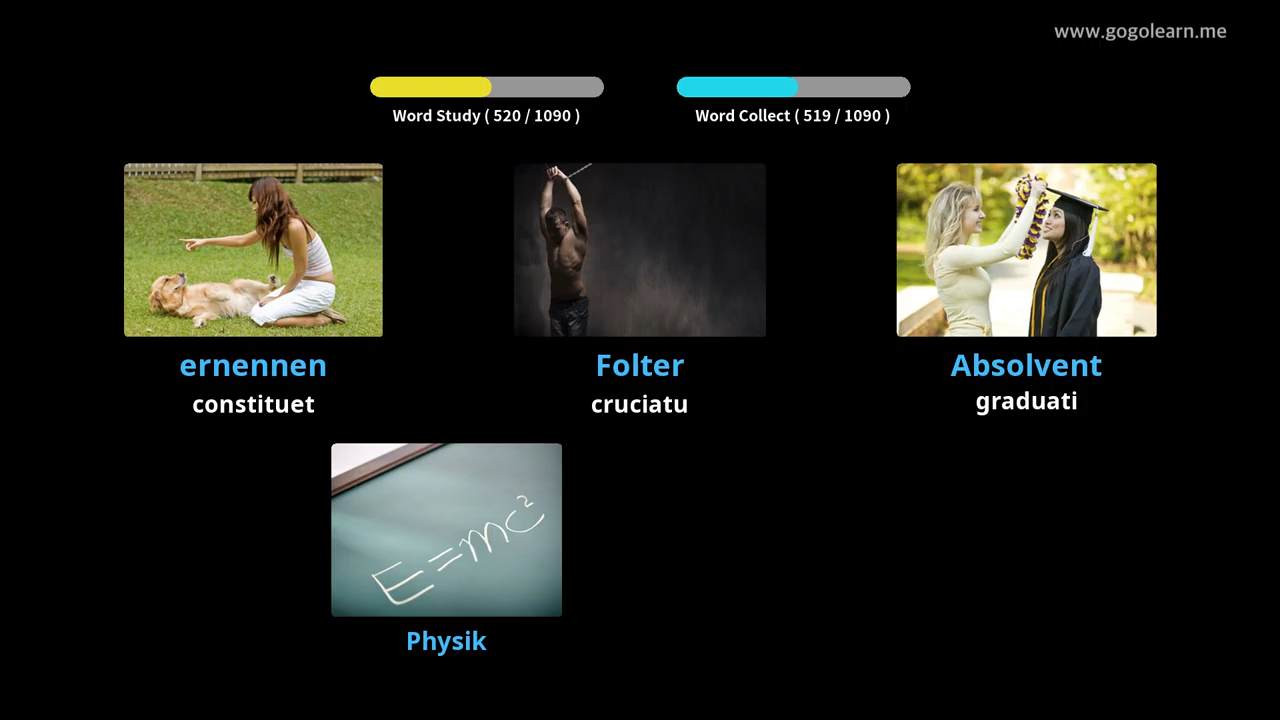 www.gogolearn.me
Word Study ( 520 / 1090 )
Word Collect ( 519 / 1090 )
ernennen
constituet
Folter
cruciatu
Absolvent
graduati
E=mc²
Physik